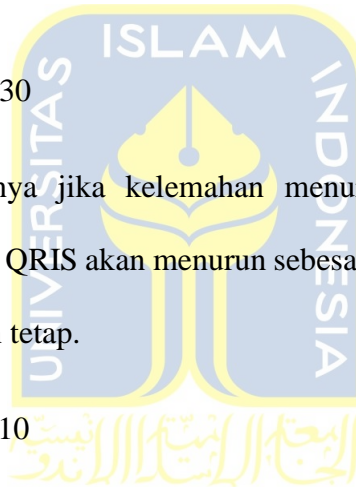 ISLAM
UNIVERSITAS
INDONESIA
30
nya jika kelemahan menu
QRIS akan menurun sebesa
tetap.
10